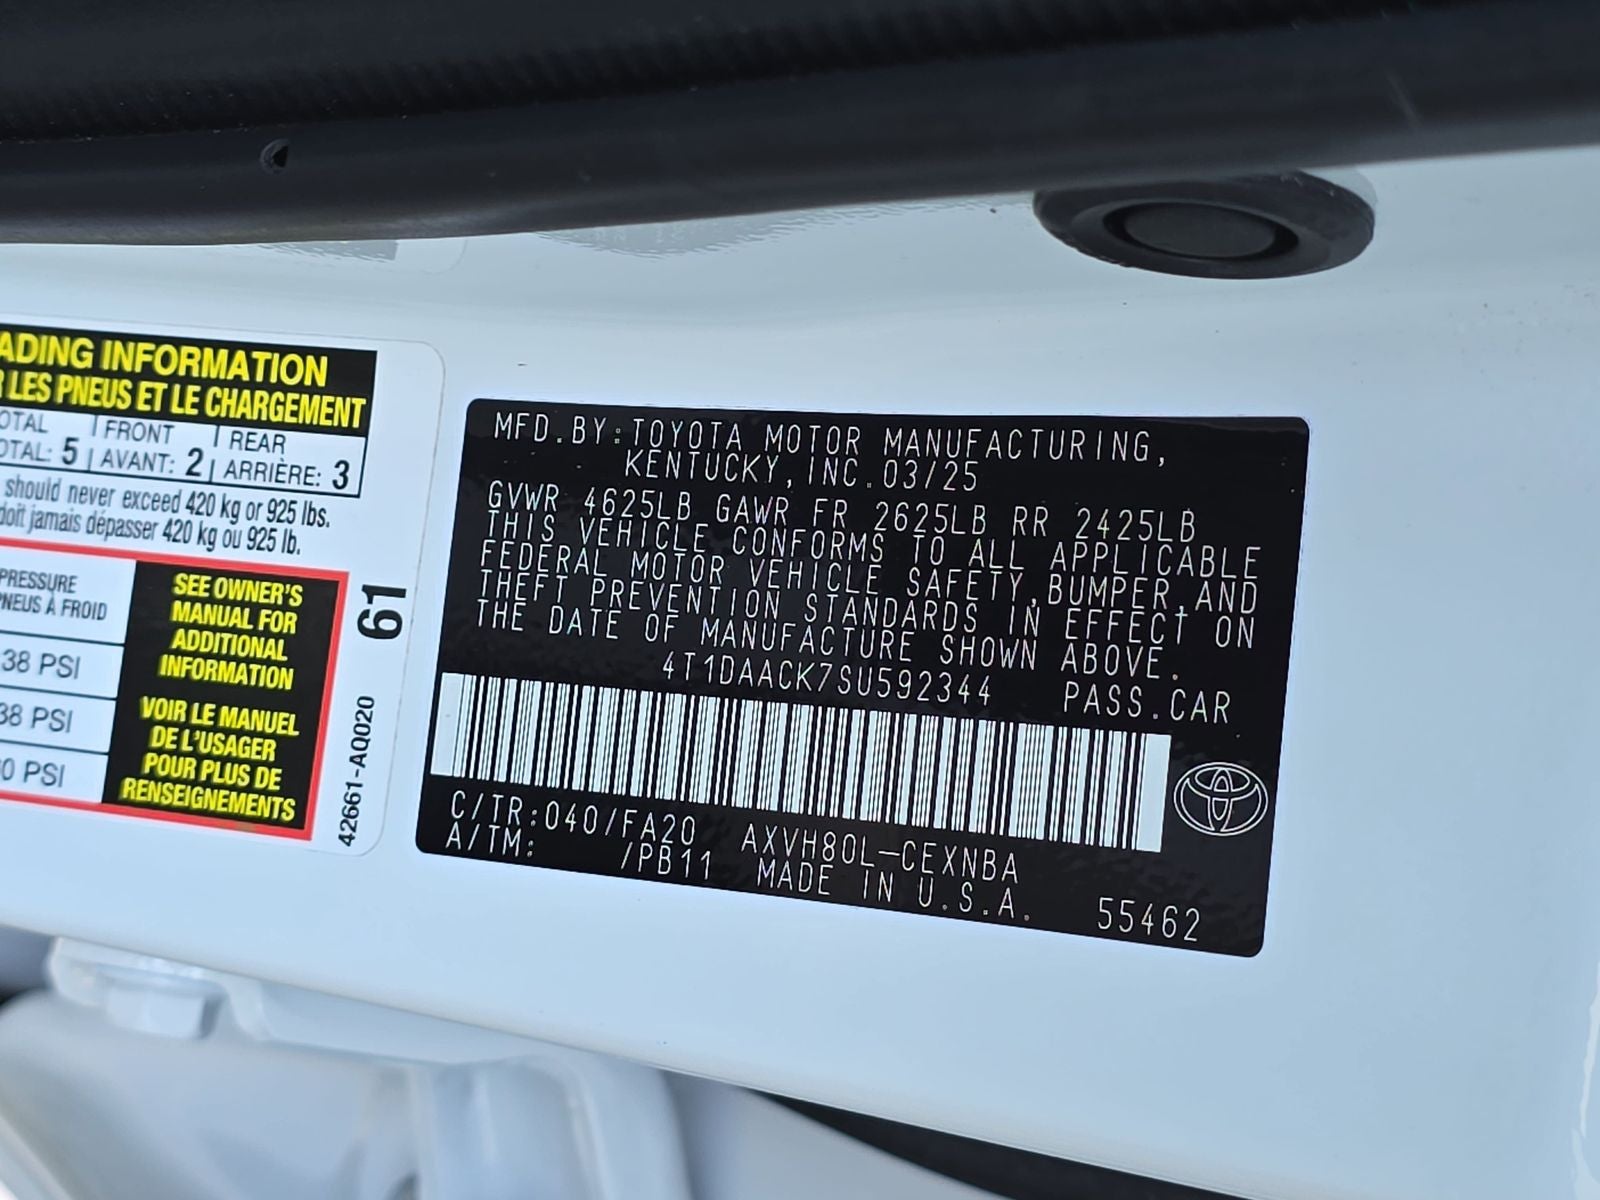 ADING INFORMATION
R LES PNEUS ET LE CHARGEMENT
OTAL FRONT REAR
OTAL: 5 AVANT: 2 ARRIÈRE: 3
should never exceed 420 kg or 925 lbs.
doit jamais dépasser 420 kg ou 925 lb.
PRESSURE
PNEUS À FROID
38 PSI
38 PSI
0 PSI
SEE OWNER'S
MANUAL FOR
ADDITIONAL
INFORMATION
VOIR LE MANUEL
DE L'USAGER
POUR PLUS DE
RENSEIGNEMENTS
61
42661-AQ020
MFD.BY:TOYOTA MOTOR MANUFACTURING,
KENTUCKY,INC.03/25
GVWR 4625LB GAWR FR 2625LB RR 2425LB
THIS VEHICLE CONFORMS TO ALL APPLICABLE
FEDERAL MOTOR VEHICLE SAFETY,BUMPER,AND
THEFT PREVENTION STANDARDS IN EFFECT ON
THE DATE OF MANUFACTURE SHOWN ABOVE.
4T1DAACK7SU592344 PASS.CAR
C/TR:040/FA20 AXVH80L-CEXNBA
A/TM: /PB11 MADE IN U.S.A. 55462